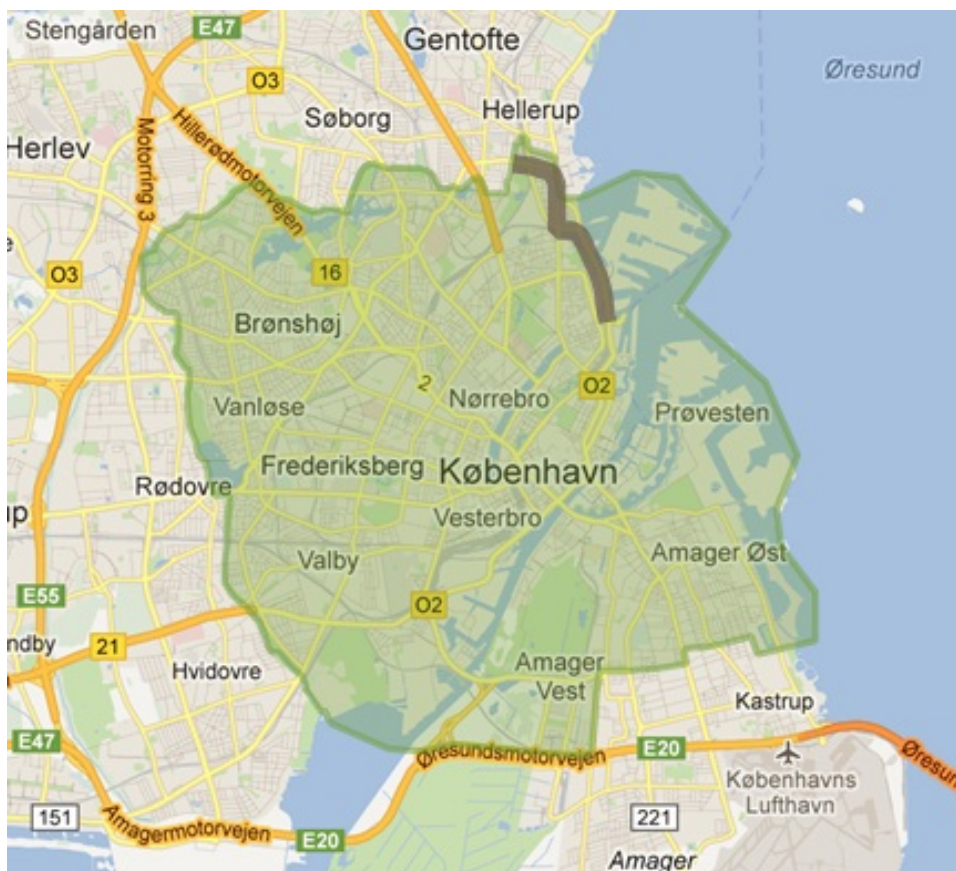 Stengården
E47
Gentofte
Øresund
O3
Hellerup
Søborg
Herlev
Hillerødmotorvejen
Motorring 3
O3
16
Brønshøj
2
O2
Nørrebro
Vanløse
Prøvesten
Frederiksberg
København
Rødovre
Vesterbro
Valby
Amager Øst
E55
O2
21
Hvidovre
Amager
Vest
Kastrup
E47
Øresundsmotorvejen
E20
Københavns
Lufthavn
151
Amagermotorvejen
E20
221
Amager